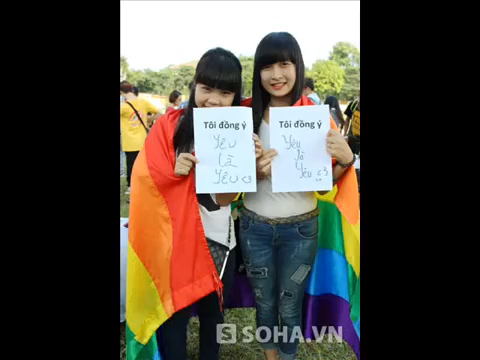 Tôi đồng ý
Yêu
là
Yêu <3
Tôi đồng ý
Yêu
là
Yêu <3
S SOHA.VN